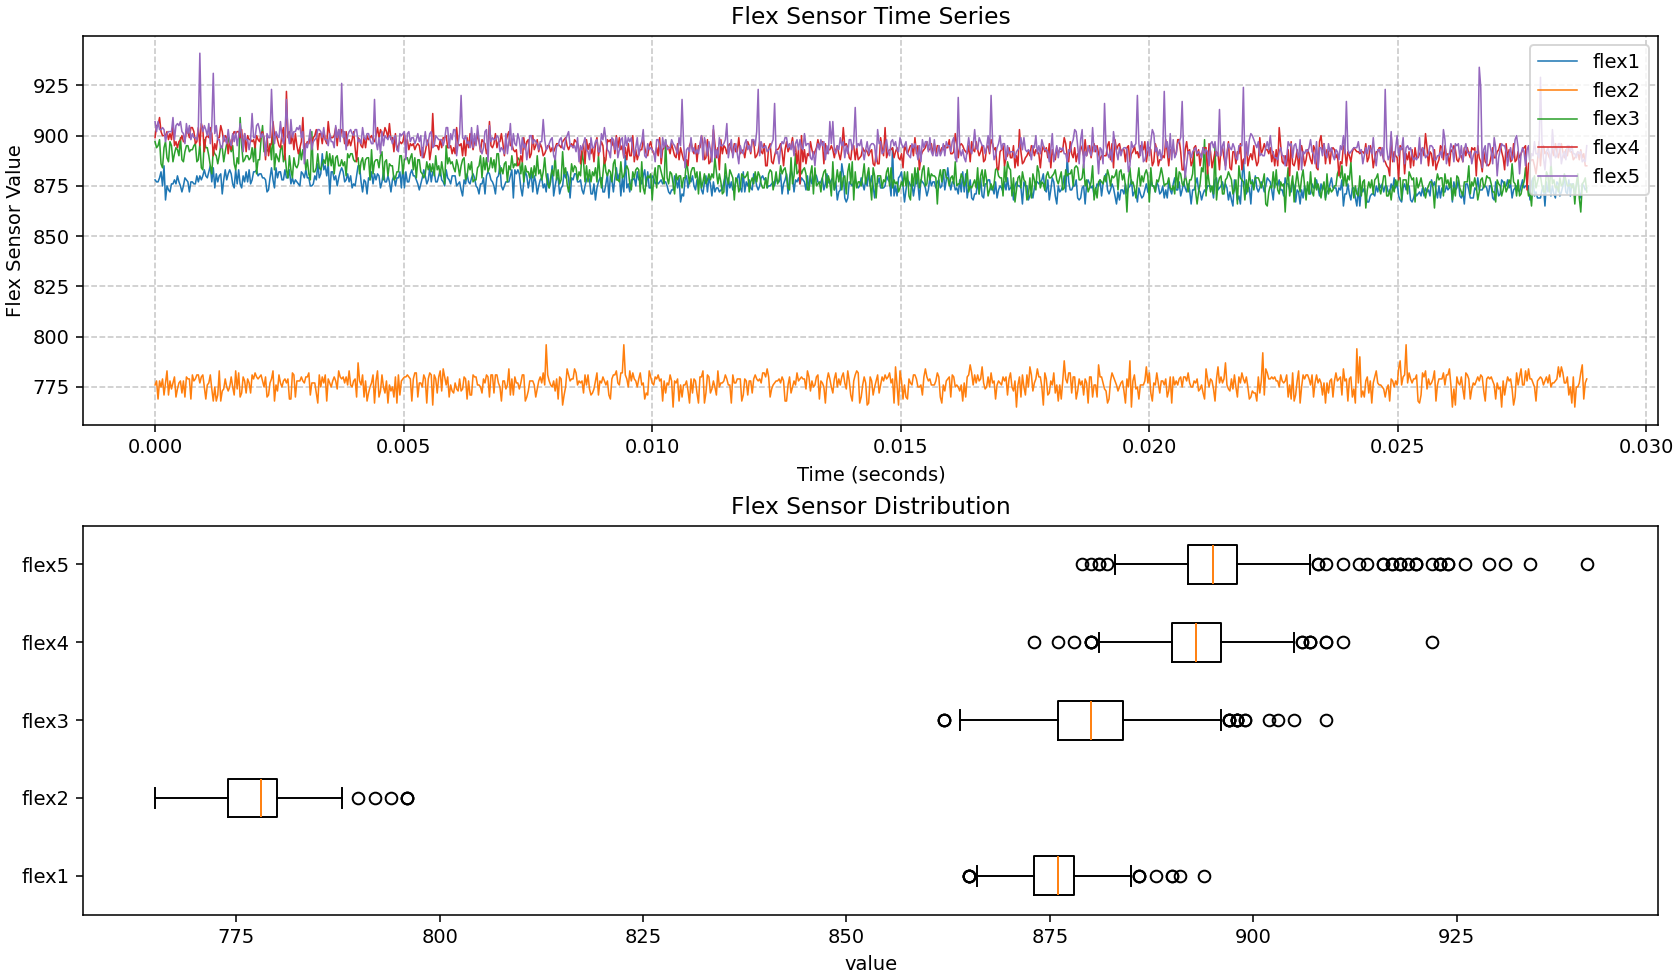 Flex Sensor Time Series
Flex Sensor Value
925
900
875
850
825
800
775
flex1
flex2
flex3
flex4
flex5
0.000 0.005 0.010 0.015 0.020 0.025 0.030
Time (seconds)
Flex Sensor Distribution
flex5
flex4
flex3
flex2
flex1
775 800 825 850 875 900 925
value